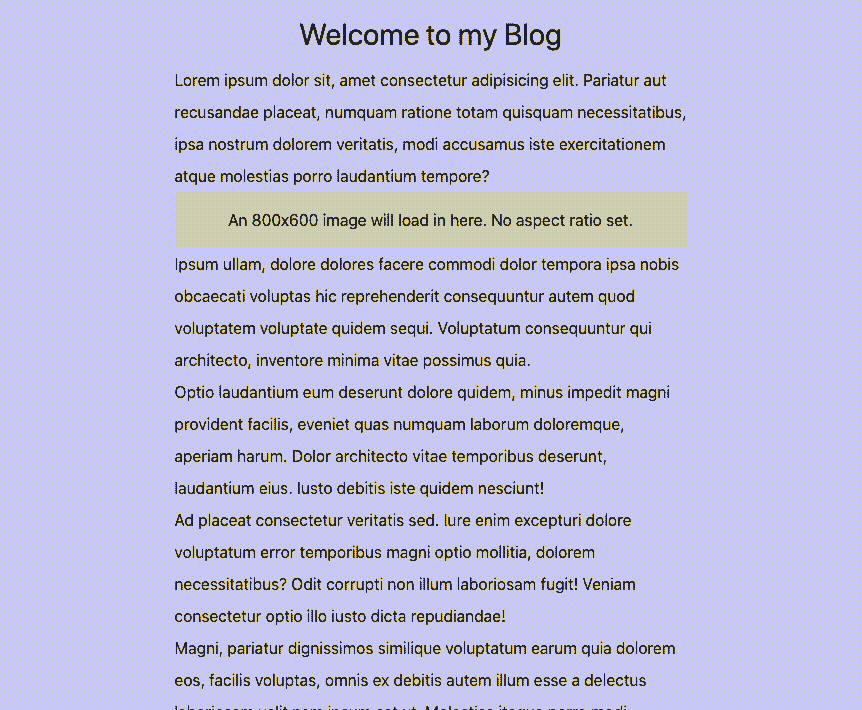 Welcome to my Blog
Lorem ipsum dolor sit, amet consectetur adipisicing elit. Pariatur aut
recusandae placeat, numquam ratione totam quisquam necessitatibus,
ipsa nostrum dolorem veritatis, modi accusamus iste exercitationem
atque molestias porro laudantium tempore?
An 800x600 image will load in here. No aspect ratio set.
Ipsum ullam, dolore dolores facere commodi dolor tempora ipsa nobis
obcaecati voluptas hic reprehenderit consequuntur autem quod
voluptatem voluptate quidem sequi. Voluptatum consequuntur qui
architecto, inventore minima vitae possimus quia.
Optio laudantium eum deserunt dolore quidem, minus impedit magni
provident facilis, eveniet quas numquam laborum doloremque,
aperiam harum. Dolor architecto vitae temporibus deserunt,
laudantium eius. Iusto debitis iste quidem nesciunt!
Ad placeat consectetur veritatis sed. Iure enim excepturi dolore
voluptatum error temporibus magni optio mollitia, dolorem
necessitatibus? Odit corrupti non illum laboriosam fugit! Veniam
consectetur optio illo iusto dicta repudiandae!
Magni, pariatur dignissimos similique voluptatum earum quia dolorem
eos, facilis voluptas, omnis ex debitis autem illum esse a delectus